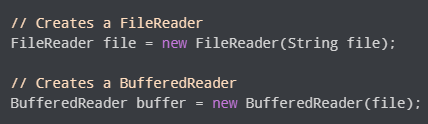 // Creates a FileReader
FileReader file = new FileReader(String file);
// Creates a BufferedReader
BufferedReader buffer = new BufferedReader(file);